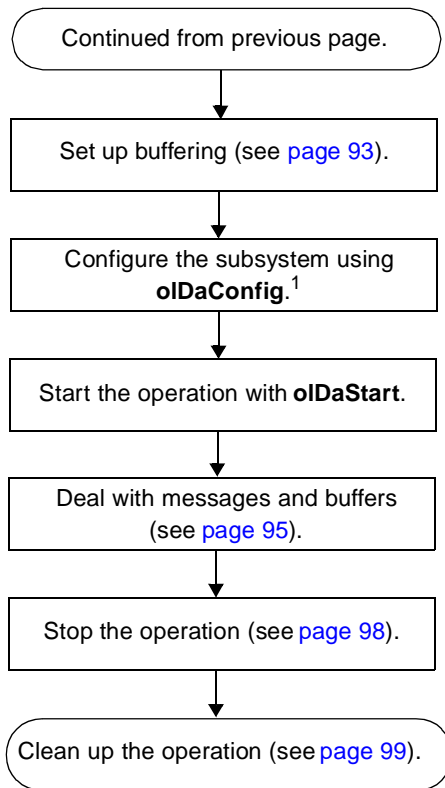 Continued from previous page.
Set up buffering (see page 93).
Configure the subsystem using
olDaConfig.1
Start the operation with olDaStart.
Deal with messages and buffers
(see page 95).
Stop the operation (see page 98).
Clean up the operation (see page 99).